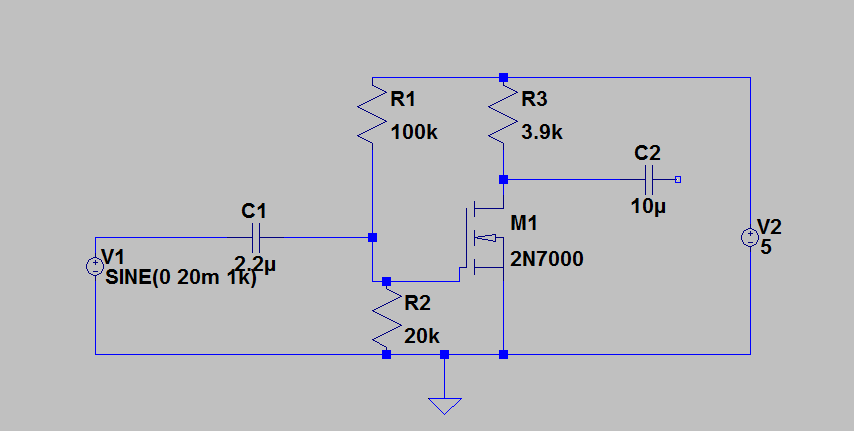 R1
100k
R3
3.9k
C2
10µ
C1
2.2µ
V1
SINE(0 20m 1k)
M1
2N7000
V2
5
R2
20k